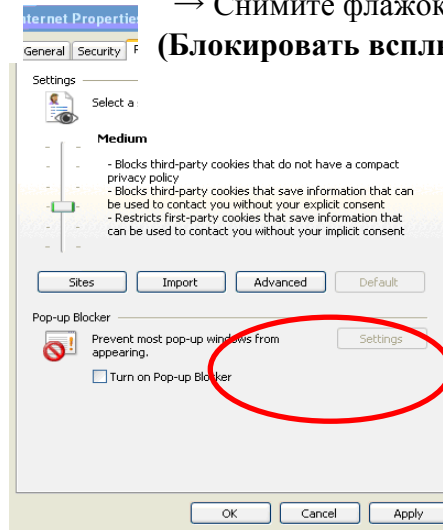 → Снимите флажок
(Блокировать
General Security
Settings
Select a
Medium
- Blocks third-party cookies that do not have a compact
privacy policy
- Blocks third-party cookies that save information that can
be used to contact you without your explicit consent
- Restricts first-party cookies that save information that
can be used to contact you without your implicit consent
Sites Import Advanced Default
Pop-up Blocker
Prevent most pop-up windows from Settings
appearing.
Turn on Pop-up Blocker
OK Cancel Apply